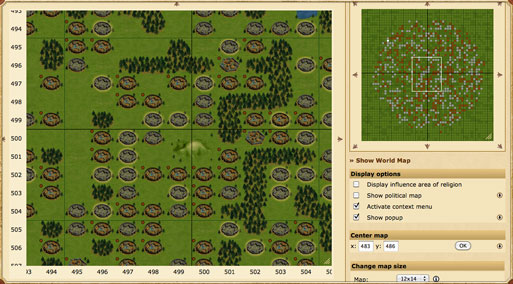 493
494
495
496
497
498
499
500
501
502
503
504
505
506
93 494 495 496 497 498 499 500 501 502 503 504 50
» Show World Map
Display options
Display influence area of religion
Show political map
Activate context menu
Show popup
Center map
x: 483 y: 486 OK
Change map size
Map: 12x14